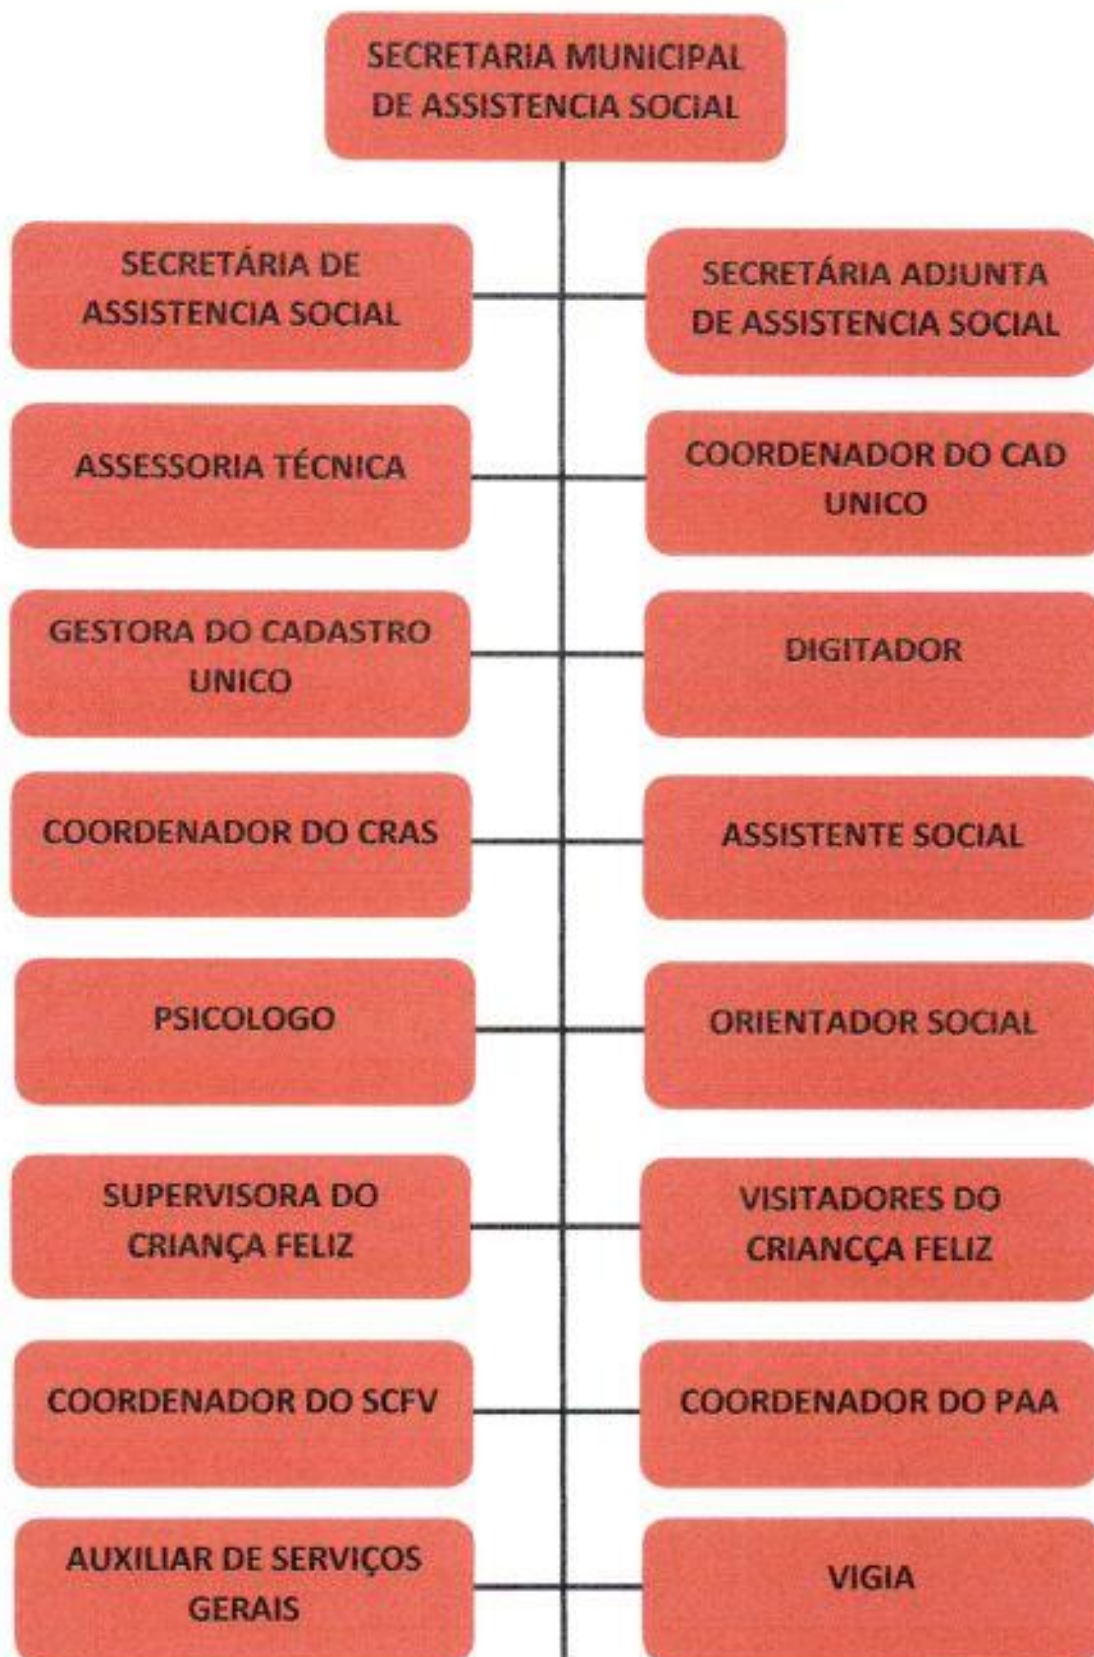 SECRETARIA MUNICIPAL
DE ASSISTENCIA SOCIAL
SECRETÁRIA DE
ASSISTENCIA SOCIAL
SECRETÁRIA ADJUNTA
DE ASSISTENCIA SOCIAL
ASSESSORIA TÉCNICA
COORDENADOR DO CAD
UNICO
GESTORA DO CADASTRO
UNICO
DIGITADOR
COORDENADOR DO CRAS
ASSISTENTE SOCIAL
PSICOLOGO
ORIENTADOR SOCIAL
SUPERVISORA DO
CRIANÇA FELIZ
VISITADORES DO
CRIANCÇA FELIZ
COORDENADOR DO SCFV
COORDENADOR DO PAA
AUXILIAR DE SERVIÇOS
GERAIS
VIGIA